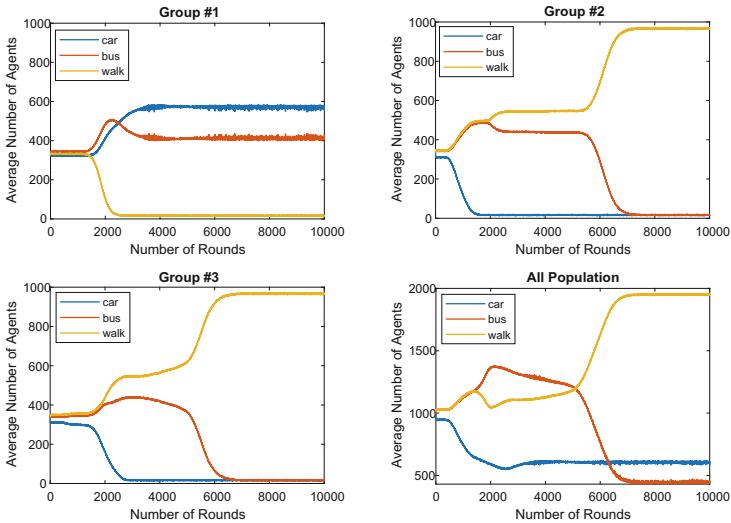 Group #1
Average Number of Agents
1000
800
600
400
200
0
car
bus
walk
0 2000 4000 6000 8000 10000
Number of Rounds
Group #2
Average Number of Agents
1000
800
600
400
200
0
car
bus
walk
0 2000 4000 6000 8000 10000
Number of Rounds
Group #3
Average Number of Agents
1000
800
600
400
200
0
car
bus
walk
0 2000 4000 6000 8000 10000
Number of Rounds
All Population
Average Number of Agents
2000
1500
1000
500
car
bus
walk
0 2000 4000 6000 8000 10000
Number of Rounds